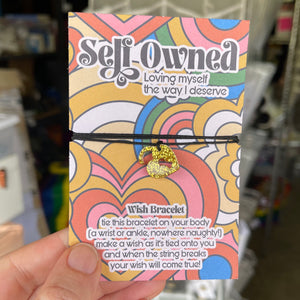 Self-Owned
Loving myself
the way I deserve
Wish Bracelet
tie this bracelet on your body
(a wrist or ankle, nowhere naughty!)
make a wish as it's tied onto you
and when the string breaks
your wish will come true!